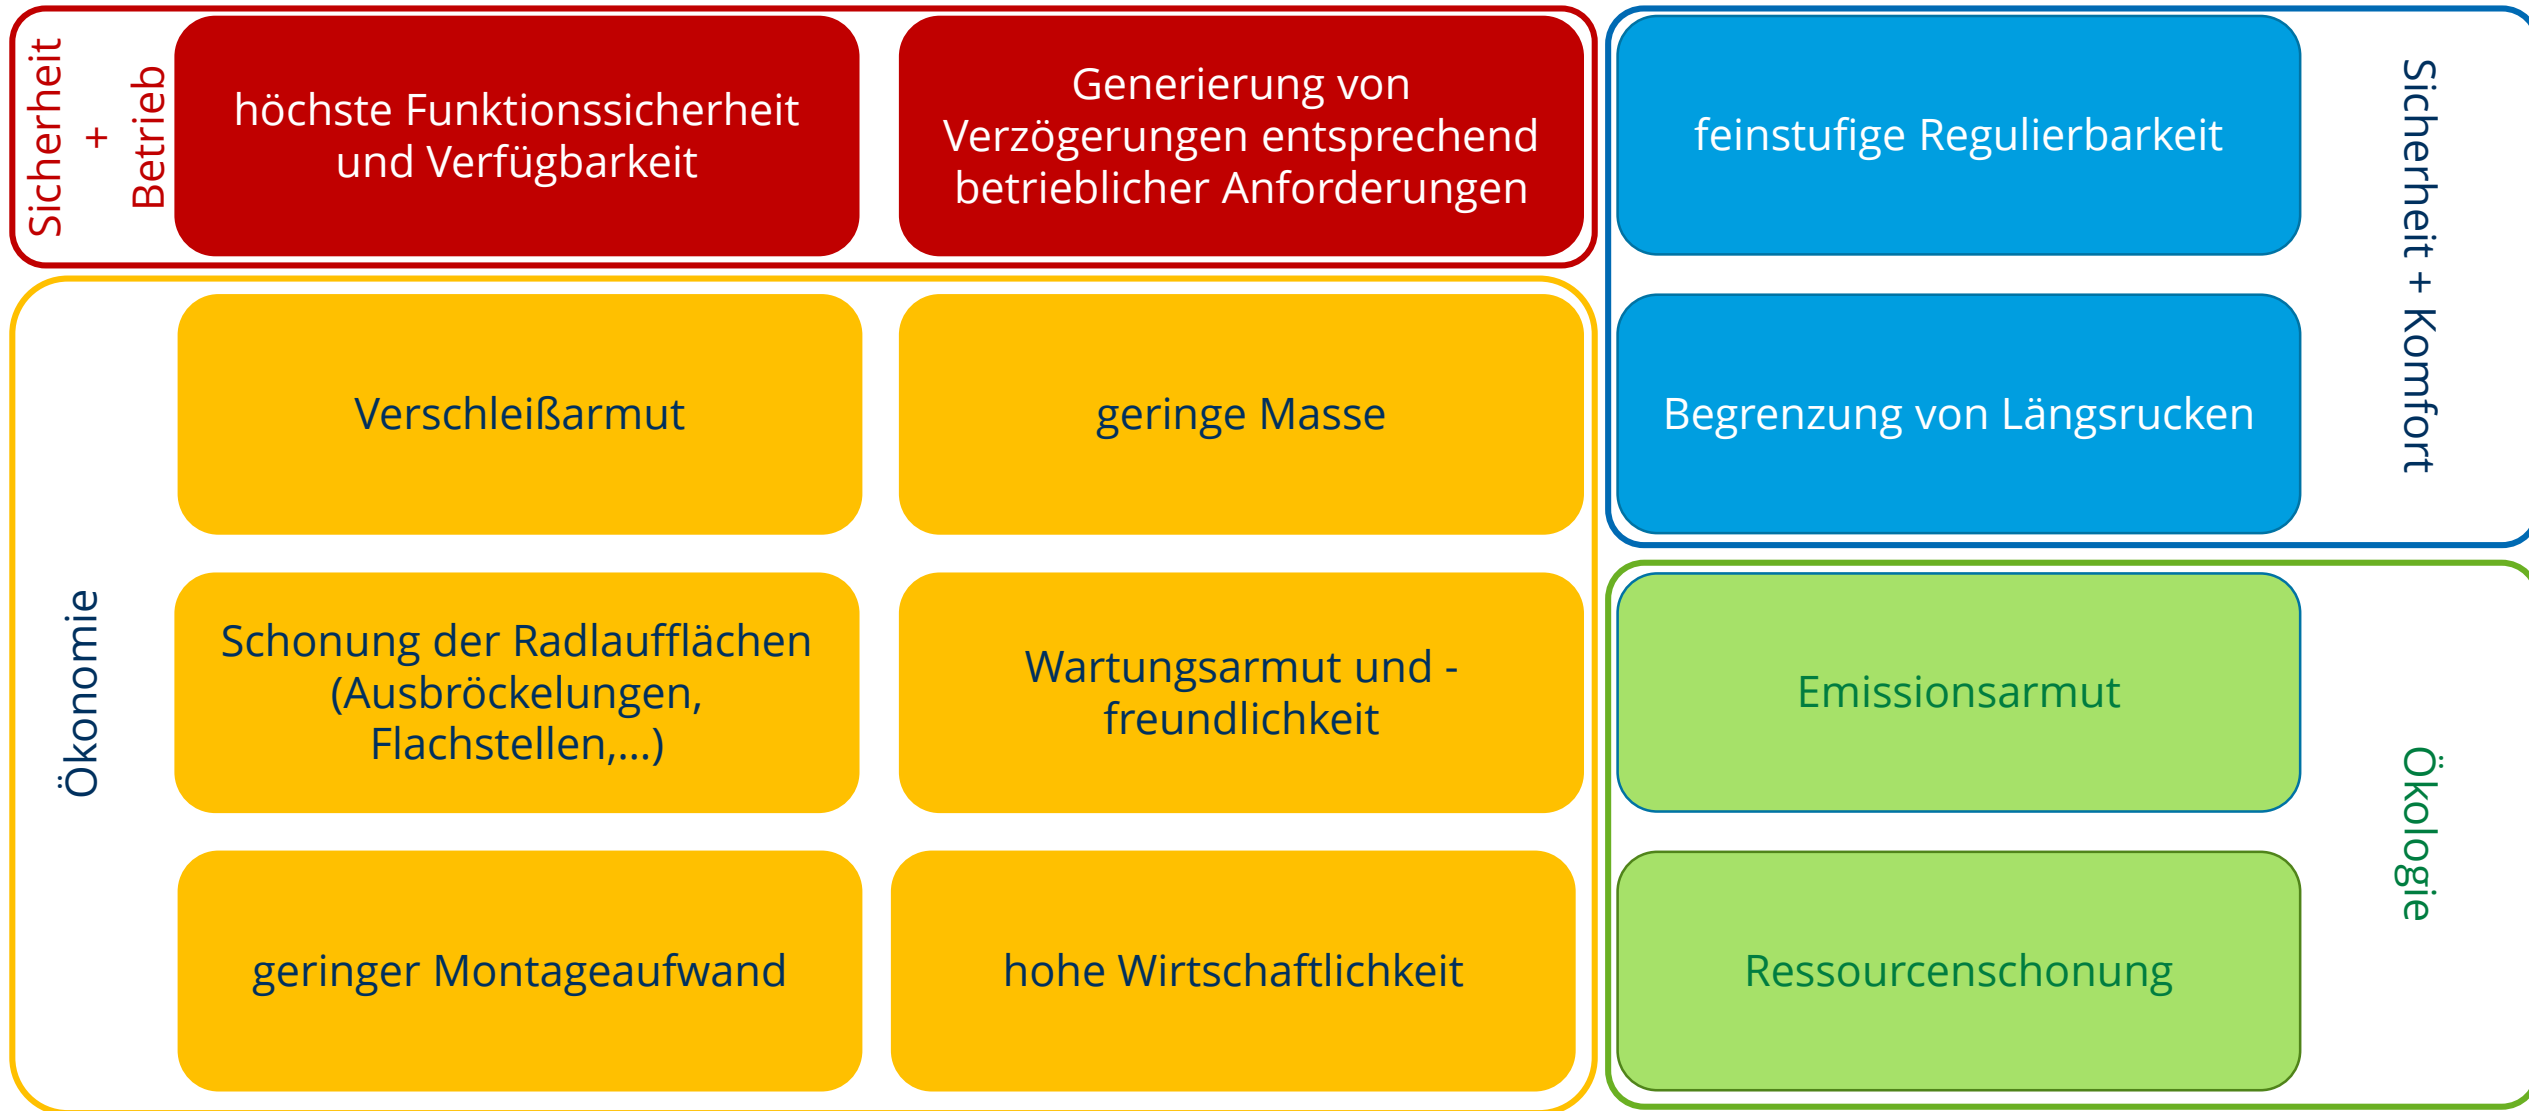 Sicherheit
+
Betrieb
höchste Funktionssicherheit
und Verfügbarkeit
Generierung von
Verzögerungen entsprechend
betrieblicher Anforderungen
feinstufige Regulierbarkeit
Begrenzung von Längsrucken
Sicherheit + Komfort
Ökonomie
Verschleißarmut
geringe Masse
Schonung der Radlaufflächen
(Ausbröckelungen,
Flachstellen,...)
Wartungsarmut und -
freundlichkeit
geringer Montageaufwand
hohe Wirtschaftlichkeit
Emissionsarmut
Ressourcenschonung
Ökologie